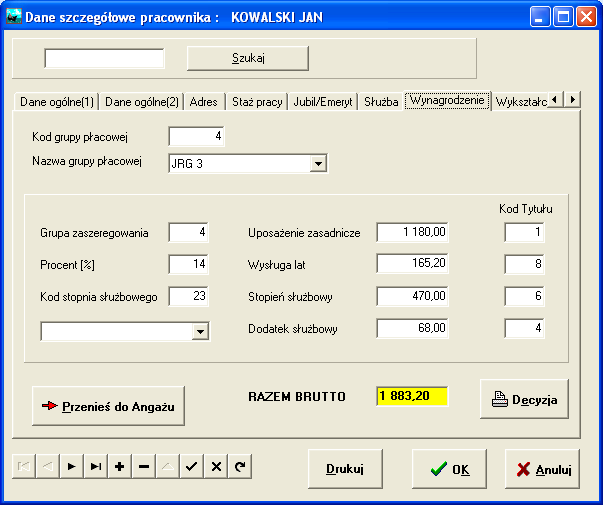 Dane szczegółowe pracownika : KOWALSKI JAN
Szukaj
Dane ogólne(1) Dane ogólne(2) Adres Staż pracy Jubil/Emeryt Służba Wynagrodzenie Wykształc
Kod grupy płacowej 4
Nazwa grupy płacowej JRG 3
Kod Tytułu
Grupa zaszeregowania 4 Uposażenie zasadnicze 1 180,00 1
Procent [%] 14 Wysługa lat 165,20 8
Kod stopnia służbowego 23 Stopień służbowy 470,00 6
Dodatek służbowy 68,00 4
Przenieś do Angażu RAZEM BRUTTO 1 883,20 Decyzja
Drukuj OK Anuluj